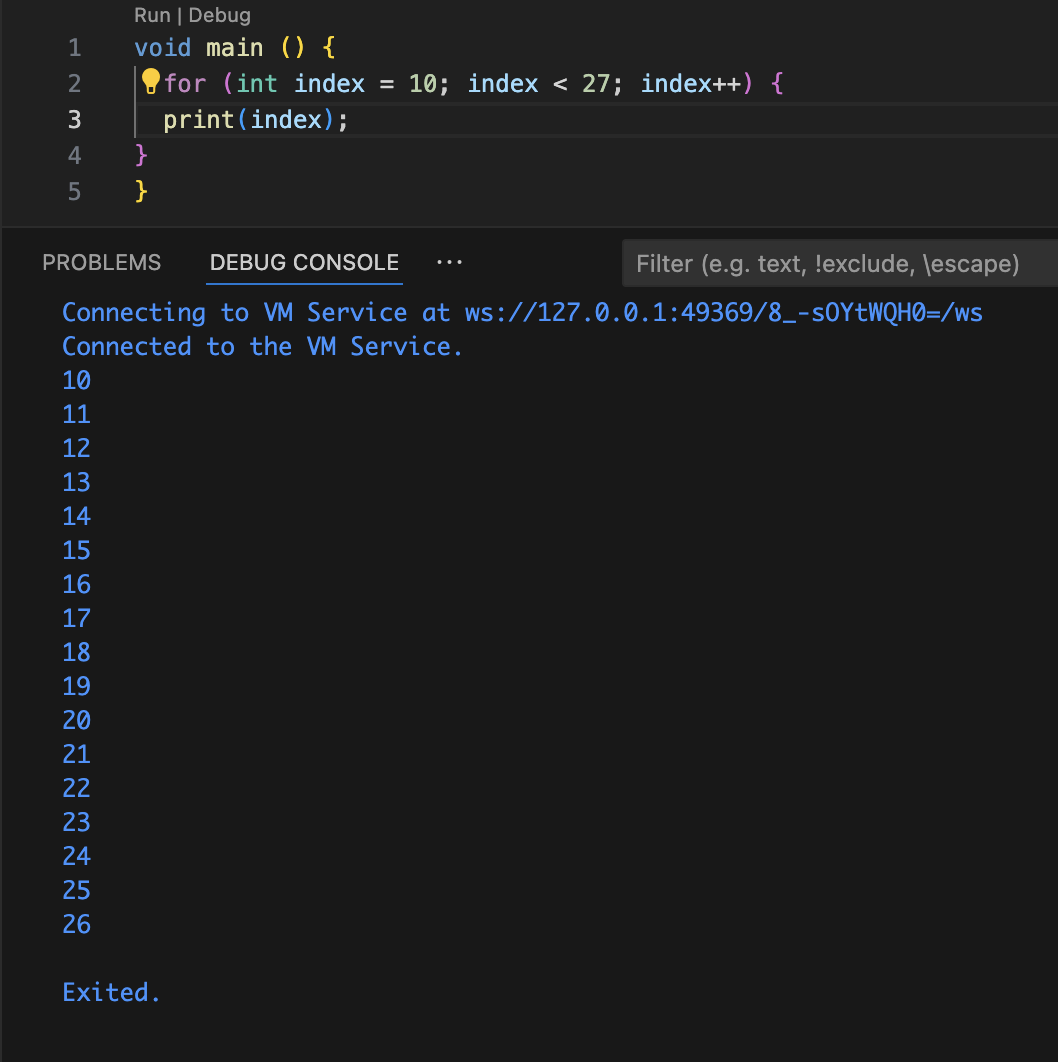 Run | Debug
1 void main () {
2 for (int index = 10; index < 27; index++) {
3 print(index);
4 }
5 }
PROBLEMS DEBUG CONSOLE ··· Filter (e.g. text, !exclude, \escape)
Connecting to VM Service at ws://127.0.0.1:49369/8_-sOYtWQH0=/ws
Connected to the VM Service.
10
11
12
13
14
15
16
17
18
19
20
21
22
23
24
25
26
Exited.